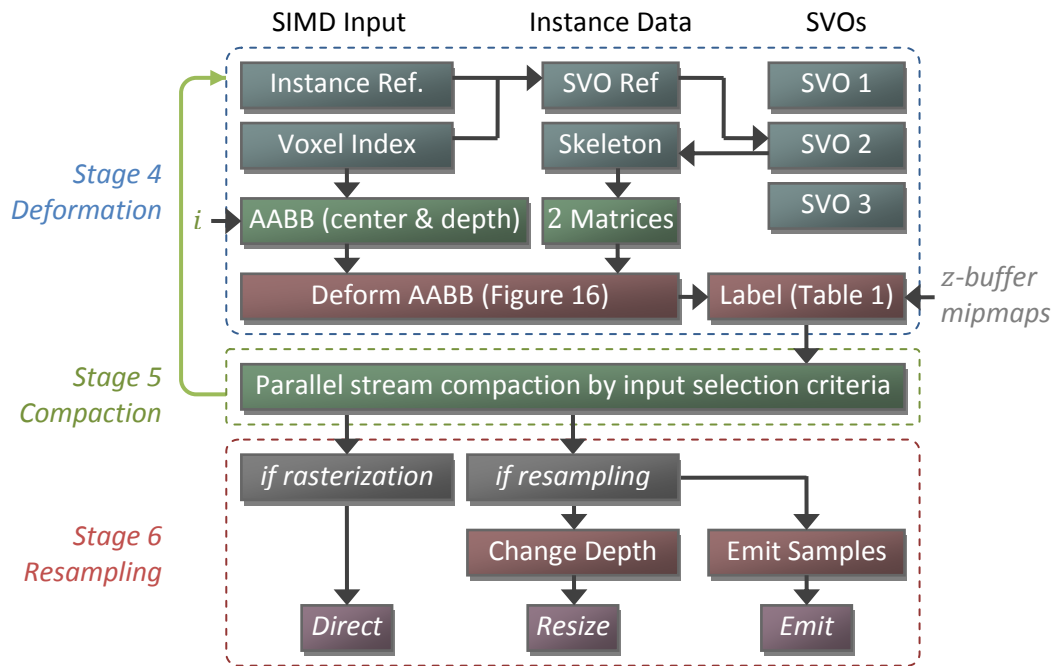 SIMD Input
Instance Data
SVOs
Instance Ref.
SVO Ref
SVO 1
Voxel Index
Skeleton
SVO 2
Stage 4
Deformation
i
AABB (center & depth)
2 Matrices
SVO 3
Deform AABB (Figure 16)
Label (Table 1)
z-buffer
mipmaps
Stage 5
Compaction
Parallel stream compaction by input selection criteria
if rasterization
if resampling
Stage 6
Resampling
Change Depth
Emit Samples
Direct
Resize
Emit